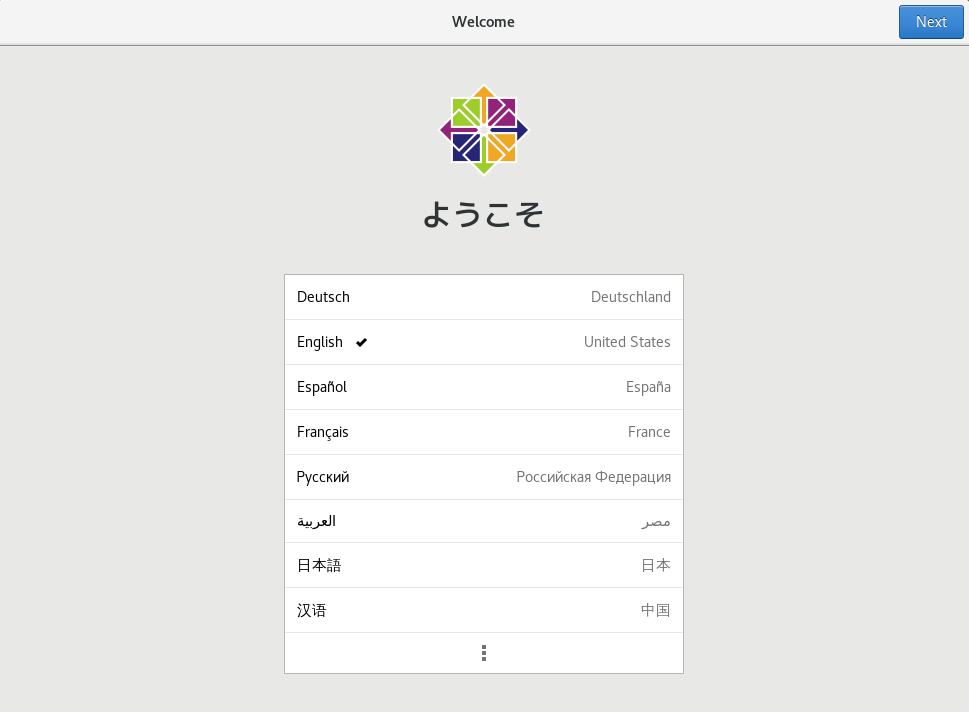 Welcome
Next
ようこそ
Deutsch Deutschland
English ✔ United States
Español España
Français France
Русский Российская Федерация
العربية مصر
日本語 日本
汉语 中国